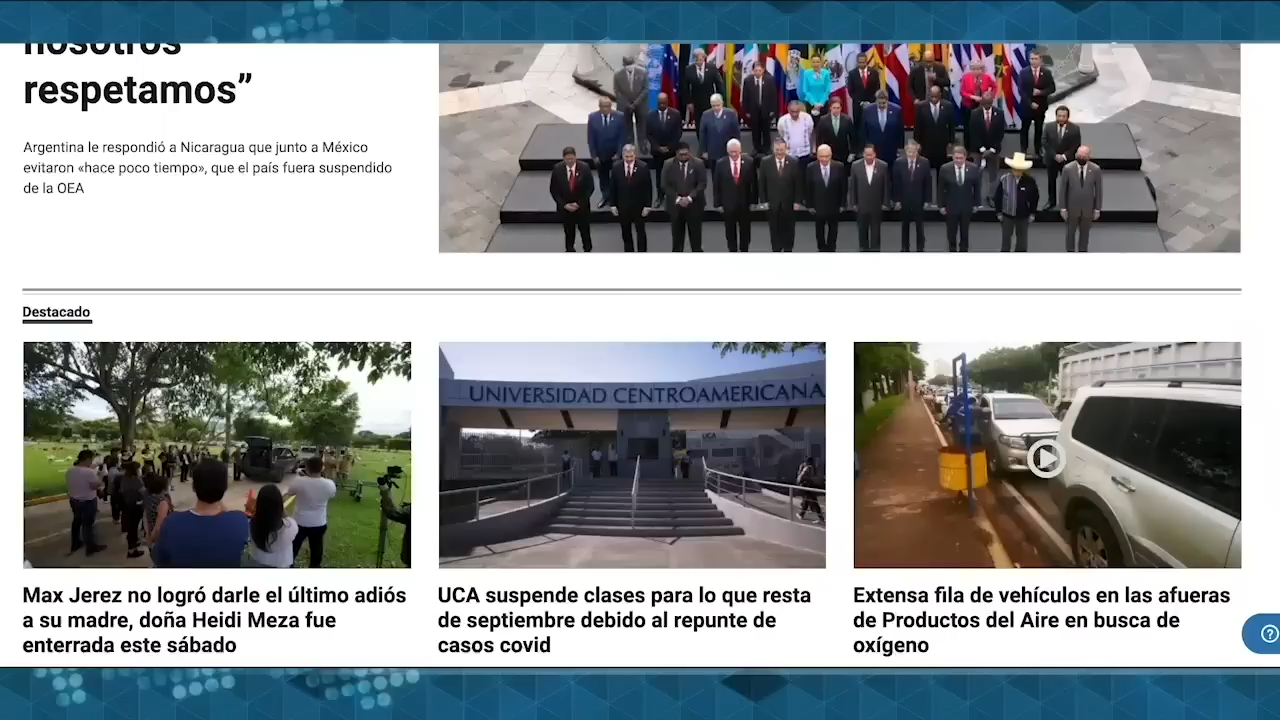 nosotros
respetamos”
Argentina le respondió a Nicaragua que junto a México
evitaron «hace poco tiempo», que el país fuera suspendido
de la OEA
Destacado
UNIVERSIDAD CENTROAMERICANA
UCA
Max Jerez no logró darle el último adiós
a su madre, doña Heidi Meza fue
enterrada este sábado
UCA suspende clases para lo que resta
de septiembre debido al repunte de
casos covid
Extensa fila de vehículos en las afueras
de Productos del Aire en busca de
oxígeno